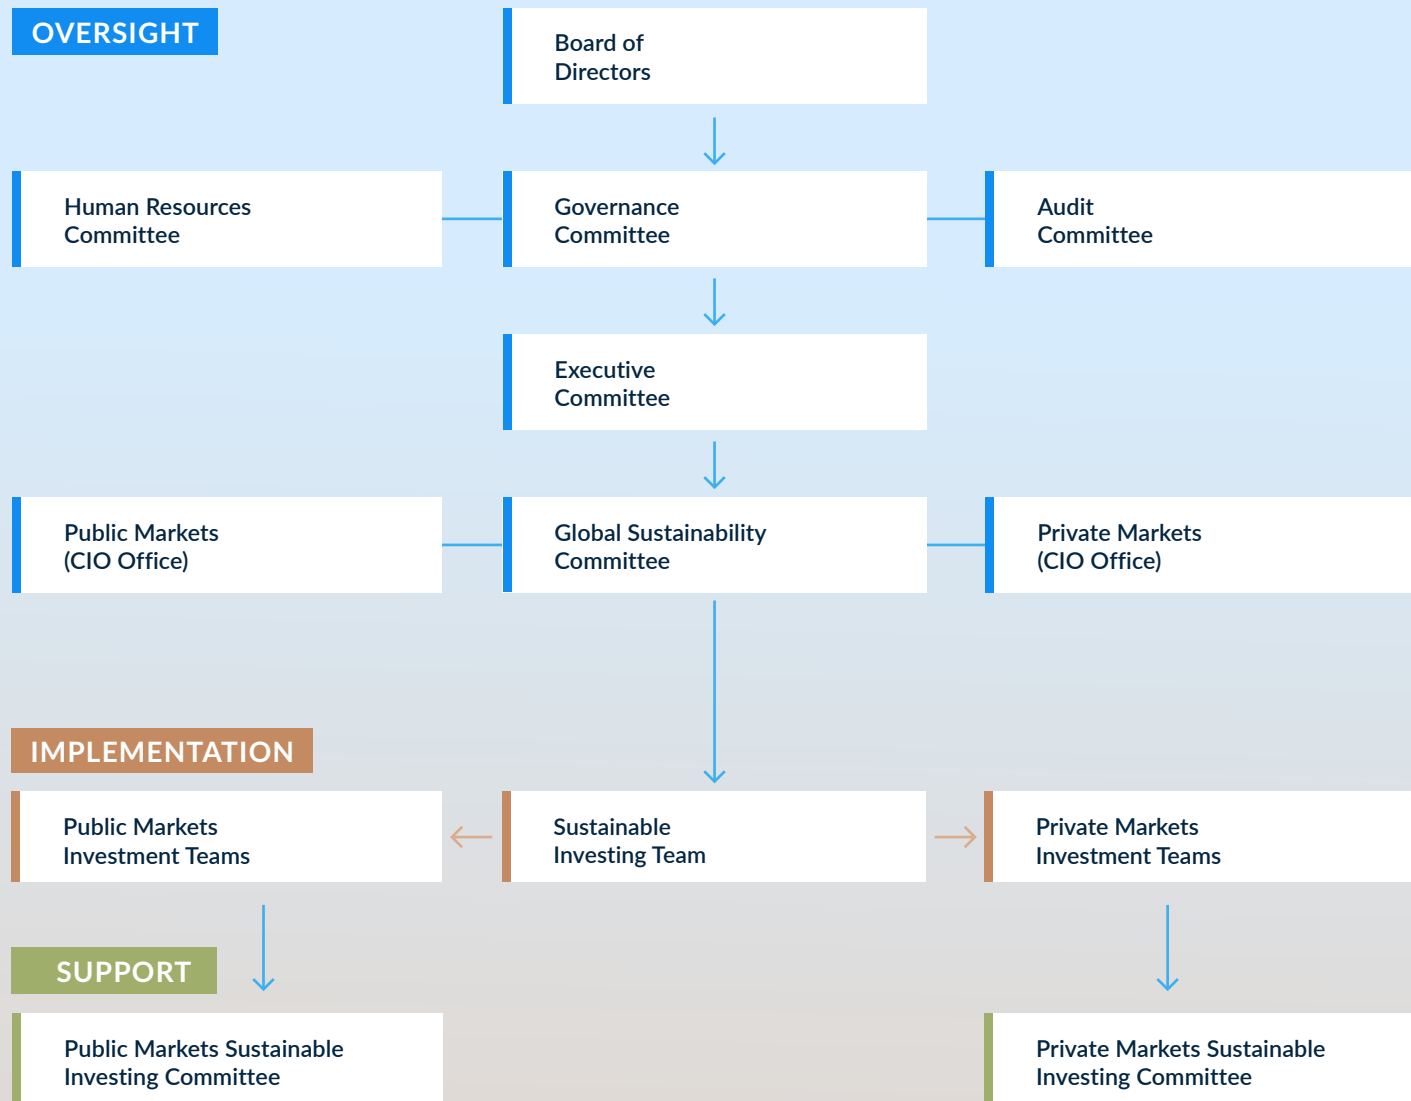 OVERSIGHT
Board of
Directors
Human Resources
Committee
Governance
Committee
Audit
Committee
Executive
Committee
Public Markets
(CIO Office)
Global Sustainability
Committee
Private Markets
(CIO Office)
IMPLEMENTATION
Public Markets
Investment Teams
Sustainable
Investing Team
Private Markets
Investment Teams
SUPPORT
Public Markets Sustainable
Investing Committee
Private Markets Sustainable
Investing Committee